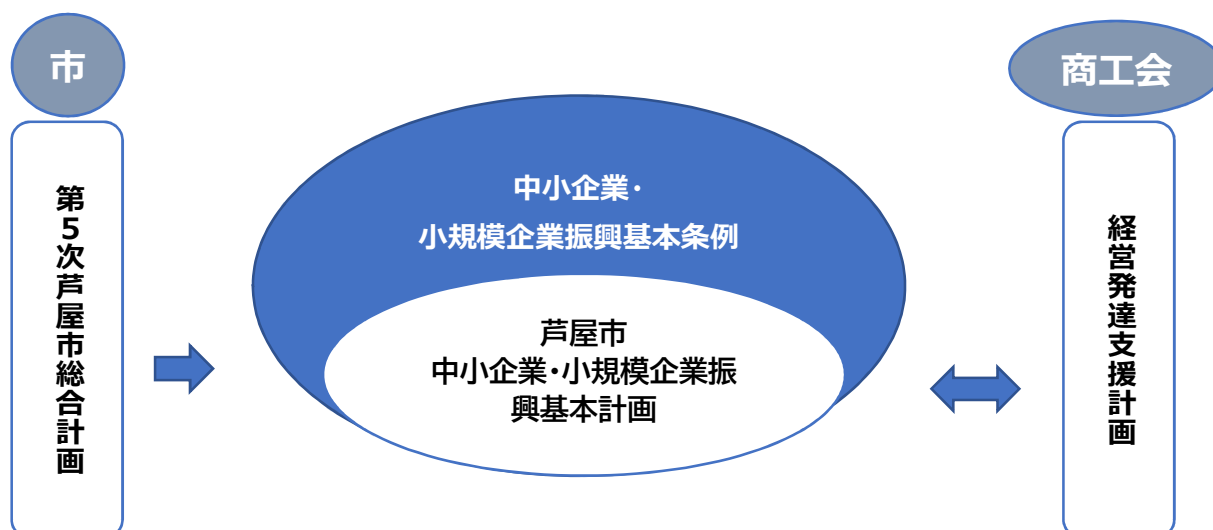 市
商工会
第5次芦屋市総合計画
中小企業・
小規模企業振興基本条例
芦屋市
中小企業・小規模企業振
興基本計画
経営発達支援計画